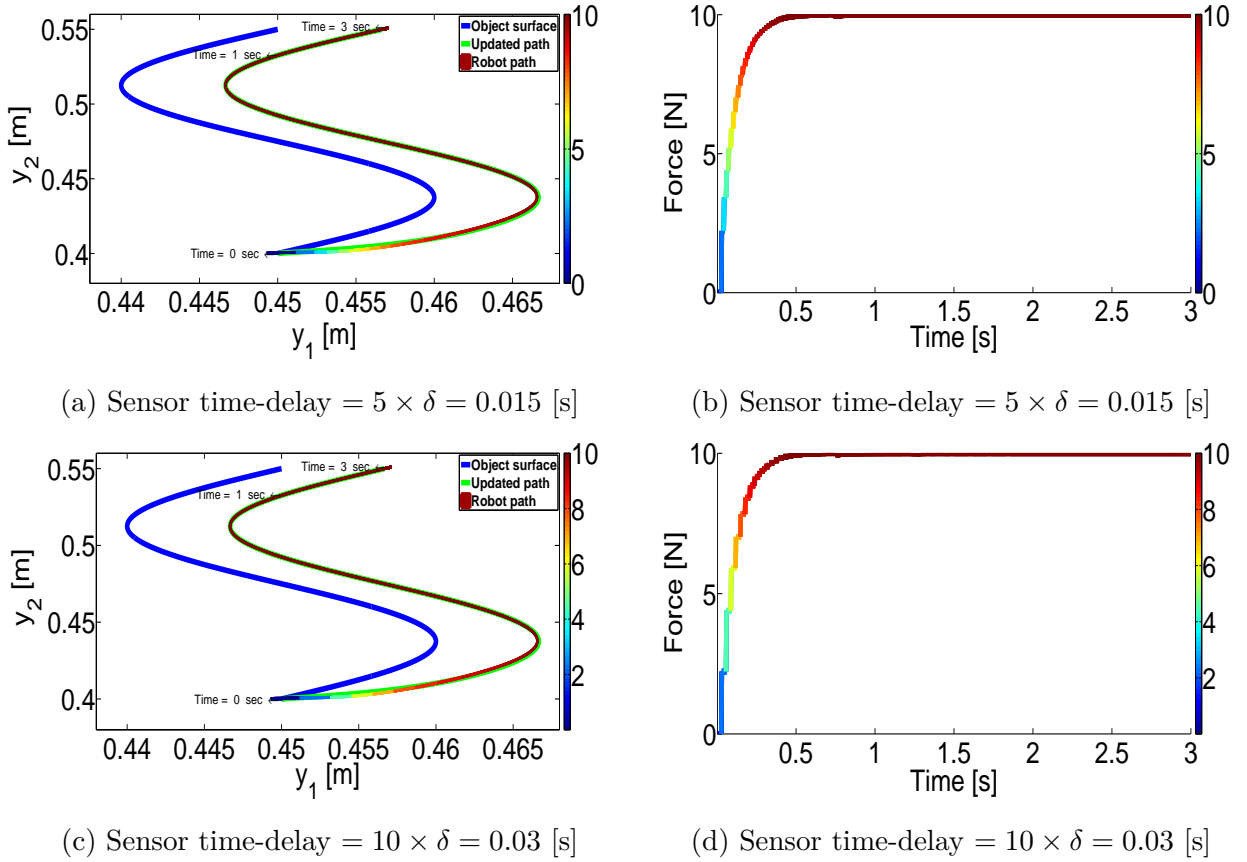 0.55
0.5
0.45
0.4
y_2 [m]
Time = 3 sec
Time = 1 sec
Time = 0 sec
Object surface
Updated path
Robot path
10
5
0
0.44 0.445 0.45 0.455 0.46 0.465
y_1 [m]
10
5
0
Force [N]
10
5
0
0.5 1 1.5 2 2.5 3
Time [s]
(a) Sensor time-delay = 5 × δ = 0.015 [s]
(b) Sensor time-delay = 5 × δ = 0.015 [s]
0.55
0.5
0.45
0.4
y_2 [m]
Time = 3 sec
Time = 1 sec
Time = 0 sec
Object surface
Updated path
Robot path
10
8
6
4
2
0.44 0.445 0.45 0.455 0.46 0.465
y_1 [m]
10
5
0
Force [N]
10
8
6
4
2
0.5 1 1.5 2 2.5 3
Time [s]
(c) Sensor time-delay = 10 × δ = 0.03 [s]
(d) Sensor time-delay = 10 × δ = 0.03 [s]